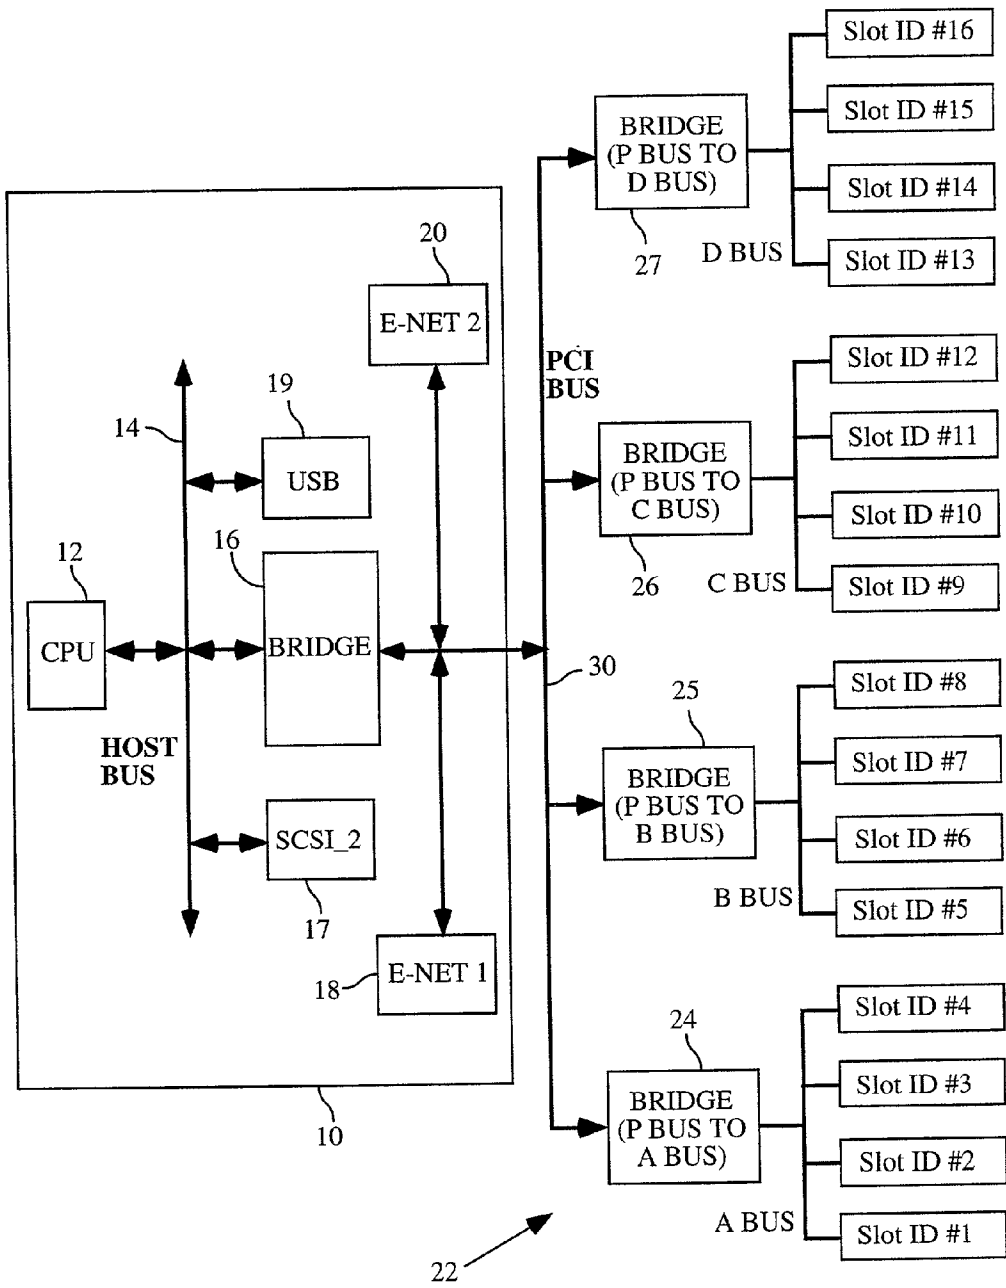 Slot ID #16
BRIDGE
(P BUS TO
D BUS)
Slot ID #15
Slot ID #14
27
D BUS
Slot ID #13
20
E-NET 2
PCI
BUS
Slot ID #12
14
19
USB
BRIDGE
(P BUS TO
C BUS)
Slot ID #11
Slot ID #10
26
C BUS
Slot ID #9
12
16
CPU
BRIDGE
30
25
Slot ID #8
HOST
BUS
BRIDGE
(P BUS TO
B BUS)
Slot ID #7
Slot ID #6
SCSI_2
17
B BUS
Slot ID #5
18
E-NET 1
24
Slot ID #4
BRIDGE
(P BUS TO
A BUS)
Slot ID #3
10
Slot ID #2
A BUS
Slot ID #1
22